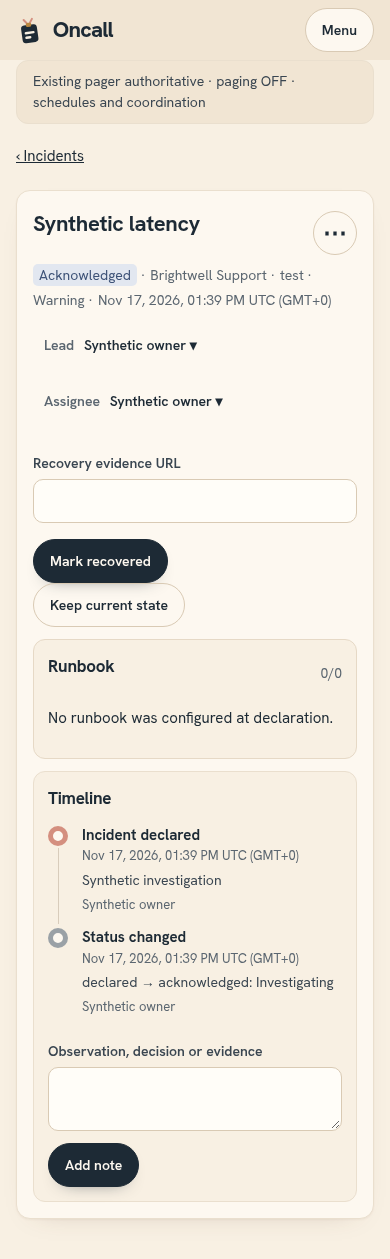 Oncall
Menu
Existing pager authoritative · paging OFF ·
schedules and coordination
‹ Incidents
Synthetic latency
⋯
Acknowledged · Brightwell Support · test ·
Warning · Nov 17, 2026, 01:39 PM UTC (GMT+0)
Lead Synthetic owner ▾
Assignee Synthetic owner ▾
Recovery evidence URL
Mark recovered
Keep current state
Runbook
0/0
No runbook was configured at declaration.
Timeline
Incident declared
Nov 17, 2026, 01:39 PM UTC (GMT+0)
Synthetic investigation
Synthetic owner
Status changed
Nov 17, 2026, 01:39 PM UTC (GMT+0)
declared → acknowledged: Investigating
Synthetic owner
Observation, decision or evidence
Add note